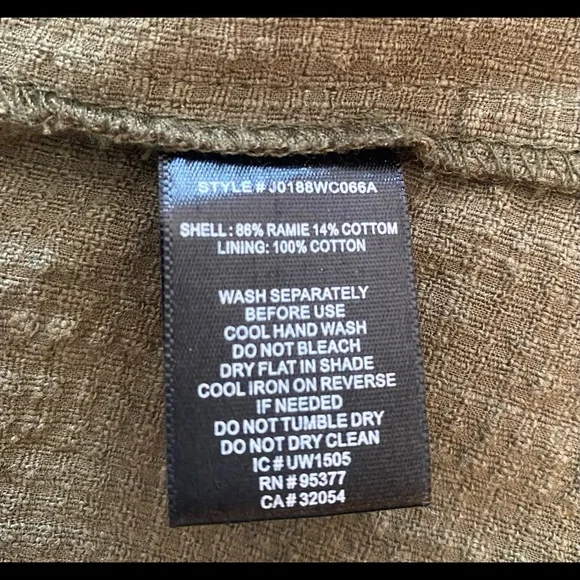 STYLE # J0188WC066A
SHELL : 86% RAMIE 14% COTTOM
LINING: 100% COTTON
WASH SEPARATELY
BEFORE USE
COOL HAND WASH
DO NOT BLEACH
DRY FLAT IN SHADE
COOL IRON ON REVERSE
IF NEEDED
DO NOT TUMBLE DRY
DO NOT DRY CLEAN
IC # UW1505
RN # 95377
CA # 32054